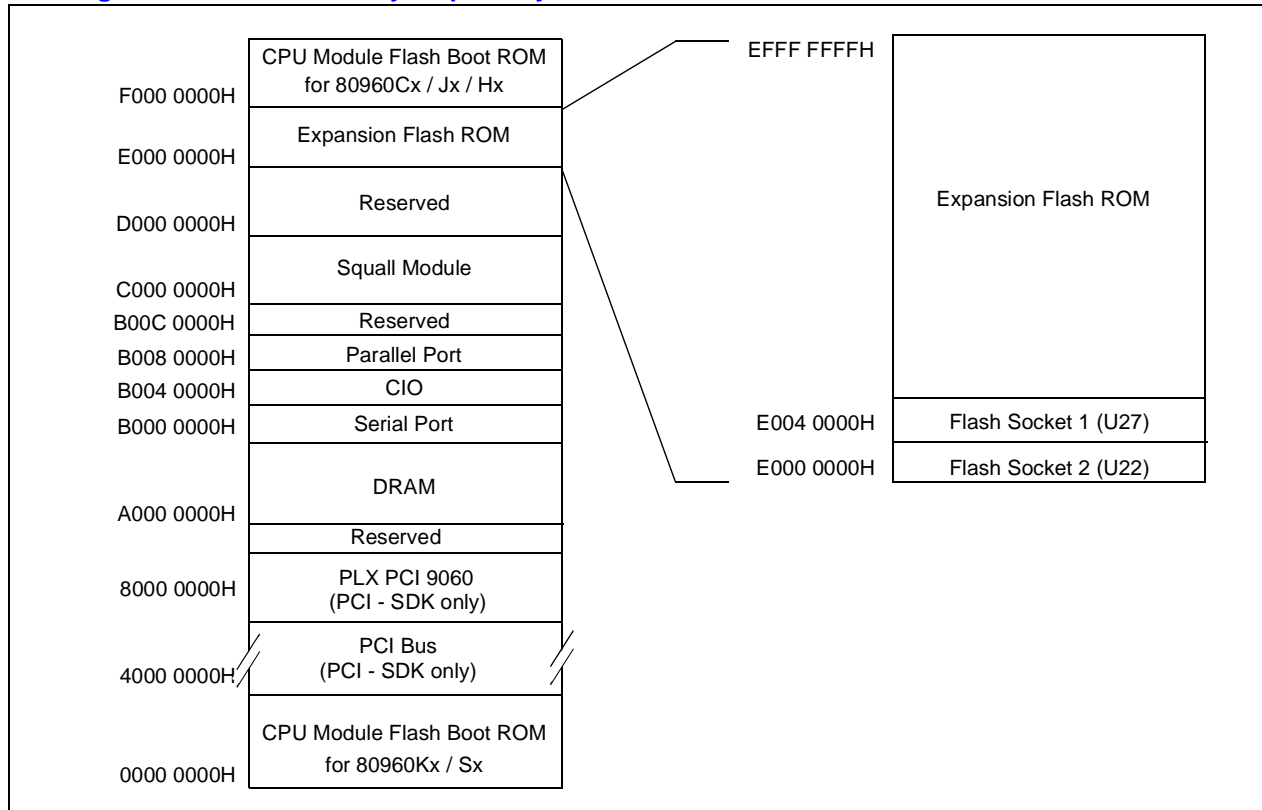 CPU Module Flash Boot ROM
for 80960Cx / Jx / Hx
F000 0000H
Expansion Flash ROM
E000 0000H
Reserved
D000 0000H
Squall Module
C000 0000H
Reserved
B00C 0000H
Parallel Port
B008 0000H
CIO
B004 0000H
Serial Port
B000 0000H
DRAM
A000 0000H
Reserved
PLX PCI 9060
(PCI - SDK only)
8000 0000H
PCI Bus
(PCI - SDK only)
4000 0000H
CPU Module Flash Boot ROM
for 80960Kx / Sx
0000 0000H
EFFF FFFFH
Expansion Flash ROM
E004 0000H
Flash Socket 1 (U27)
E000 0000H
Flash Socket 2 (U22)